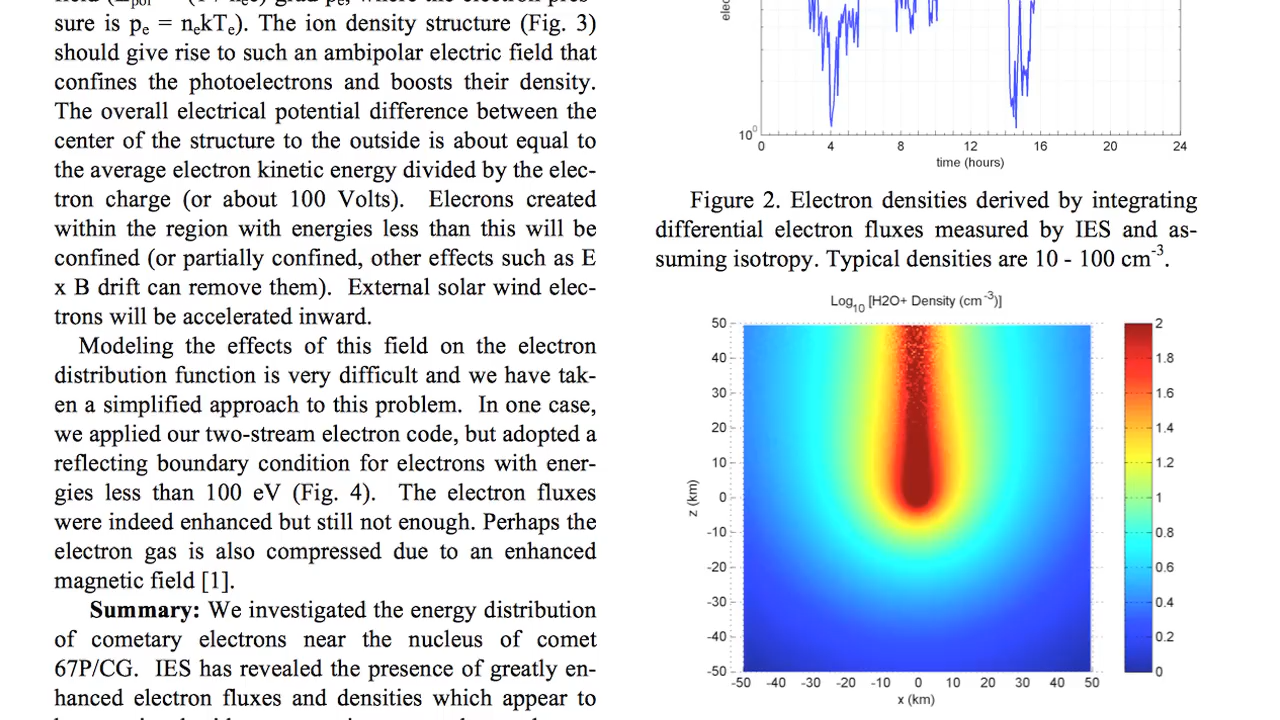 sure is pe = nekTe). The ion density structure (Fig. 3)
should give rise to such an ambipolar electric field that
confines the photoelectrons and boosts their density.
The overall electrical potential difference between the
center of the structure to the outside is about equal to
the average electron kinetic energy divided by the elec-
tron charge (or about 100 Volts). Elecrons created
within the region with energies less than this will be
confined (or partially confined, other effects such as E
x B drift can remove them). External solar wind elec-
trons will be accelerated inward.
Modeling the effects of this field on the electron
distribution function is very difficult and we have tak-
en a simplified approach to this problem. In one case,
we applied our two-stream electron code, but adopted a
reflecting boundary condition for electrons with ener-
gies less than 100 eV (Fig. 4). The electron fluxes
were indeed enhanced but still not enough. Perhaps the
electron gas is also compressed due to an enhanced
magnetic field [1].
Summary: We investigated the energy distribution
of cometary electrons near the nucleus of comet
67P/CG. IES has revealed the presence of greatly en-
hanced electron fluxes and densities which appear to
10^0
0 4 8 12 16 20 24
time (hours)
Figure 2. Electron densities derived by integrating
differential electron fluxes measured by IES and as-
suming isotropy. Typical densities are 10 - 100 cm-3.
Log10 [H2O+ Density (cm-3)]
50
40
30
20
10
0
-10
-20
-30
-40
-50
z (km)
-50 -40 -30 -20 -10 0 10 20 30 40 50
x (km)
2
1.8
1.6
1.4
1.2
1
0.8
0.6
0.4
0.2
0